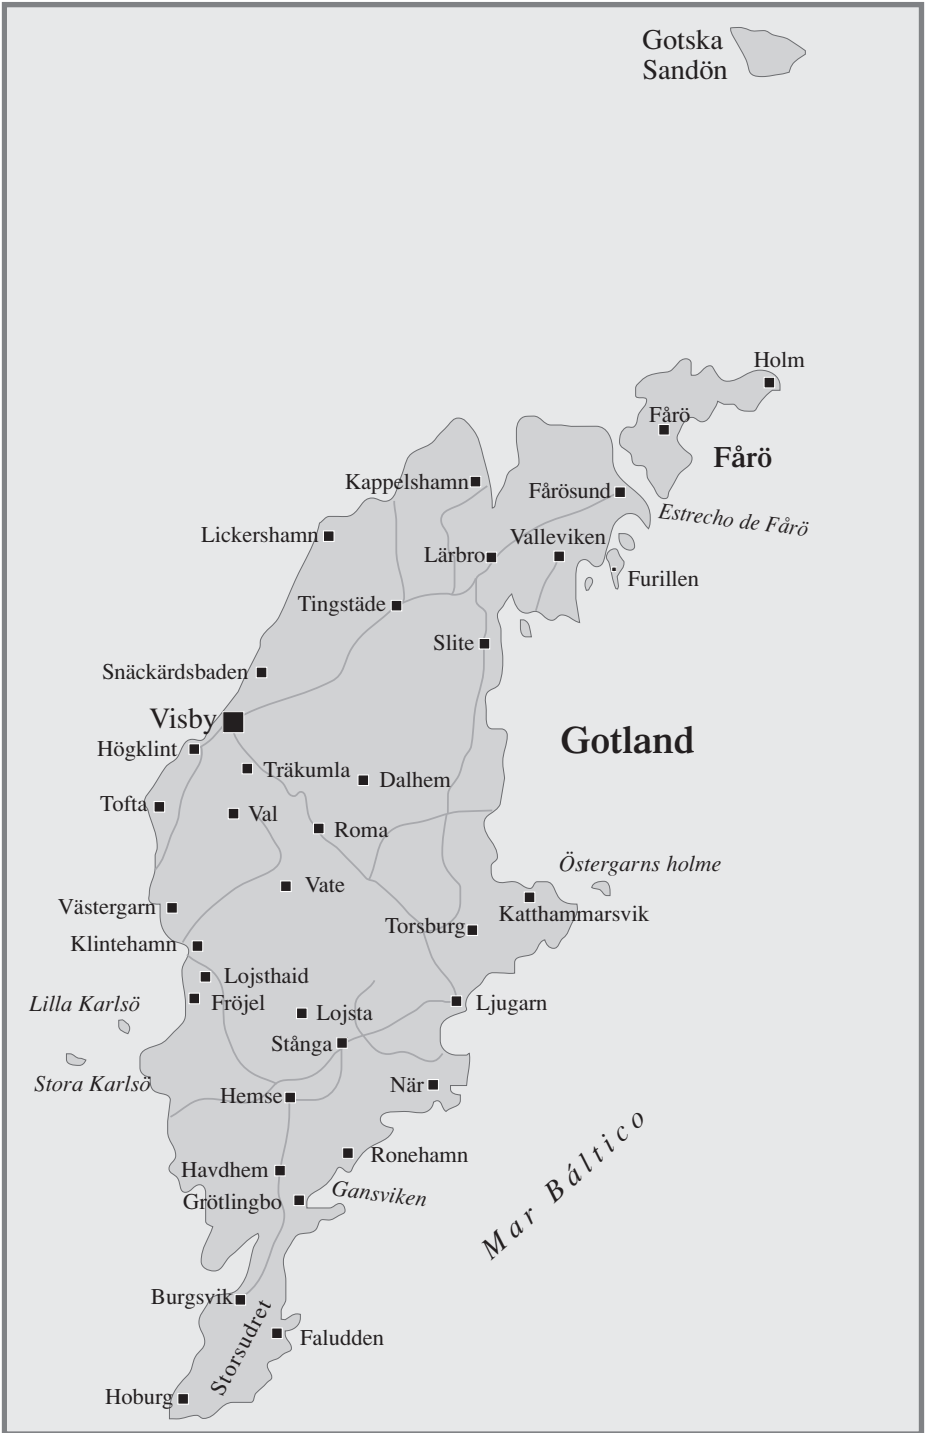 Gotska
Sandön
Holm
Fårö
Fårö
Kappelshamn
Fårösund
Estrecho de Fårö
Lickershamn
Valleviken
Lärbro
Furillen
Tingstäde
Slite
Snäckärdsbaden
Visby
Gotland
Högklint
Träkumla
Dalhem
Tofta
Val
Roma
Östergarns holme
Vate
Västergarn
Katthammarsvik
Torsburg
Klintehamn
Lojsthaid
Lilla Karlsö
Fröjel
Ljugarn
Lojsta
Stånga
Stora Karlsö
När
Hemse
Mar Báltico
Ronehamn
Havdhem
Gansviken
Grötlingbo
Burgsvik
Storsudret
Faludden
Hoburg